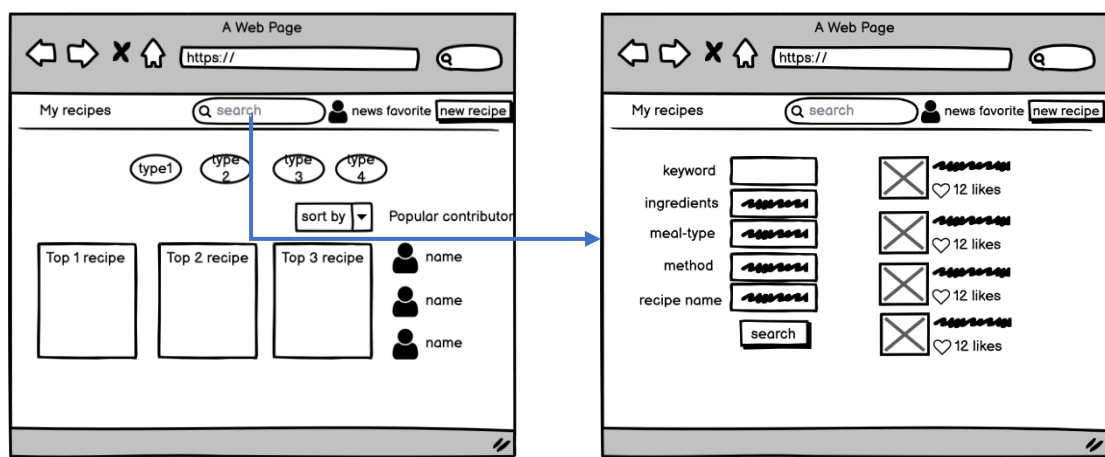 A Web Page
https://
My recipes search news favorite new recipe
type1 type 2 type 3 type 4
sort by Popular contributor
Top 1 recipe Top 2 recipe Top 3 recipe name
name
name
A Web Page
https://
My recipes search news favorite new recipe
keyword
ingredients
meal-type
method
recipe name
search
12 likes
12 likes
12 likes
12 likes